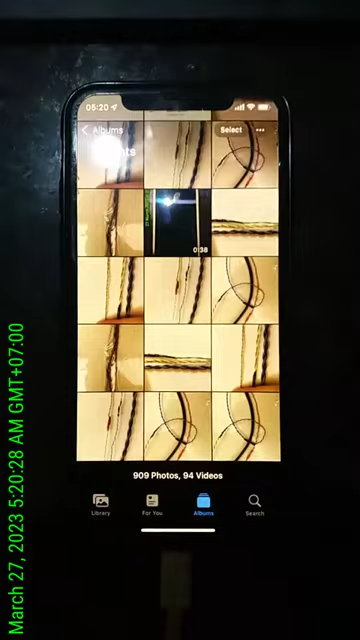 05:20
Albums
Select
0:38
909 Photos, 94 Videos
Library
For You
Albums
Search
March 27, 2023 5:20:28 AM GMT+07:00